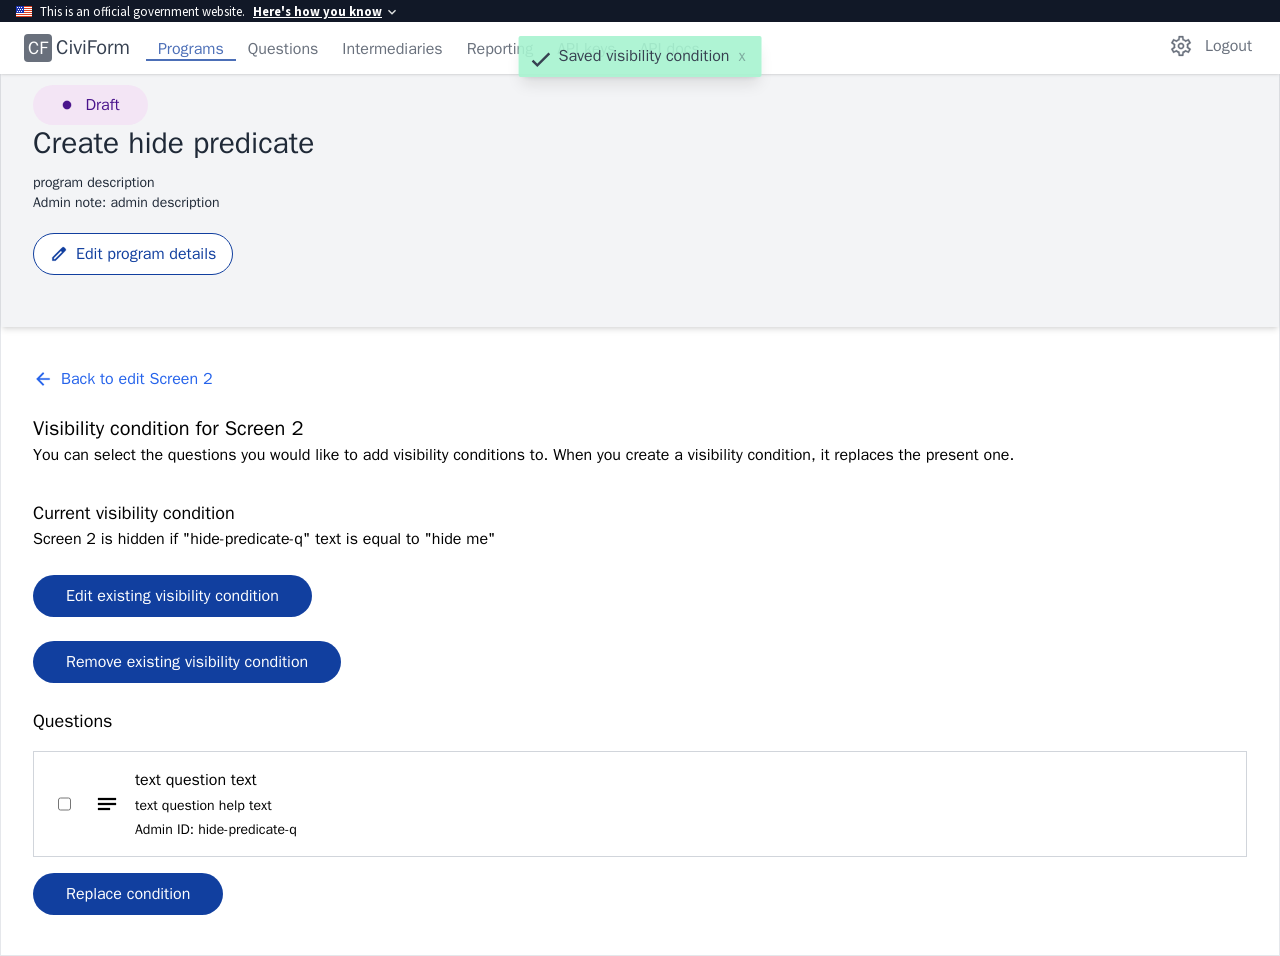 This is an official government website. Here's how you know
CF CiviForm Programs Questions Intermediaries Reporting Logout
Saved visibility condition x
Draft
Create hide predicate
program description
Admin note: admin description
Edit program details
Back to edit Screen 2
Visibility condition for Screen 2
You can select the questions you would like to add visibility conditions to. When you create a visibility condition, it replaces the present one.
Current visibility condition
Screen 2 is hidden if "hide-predicate-q" text is equal to "hide me"
Edit existing visibility condition
Remove existing visibility condition
Questions
text question text
text question help text
Admin ID: hide-predicate-q
Replace condition